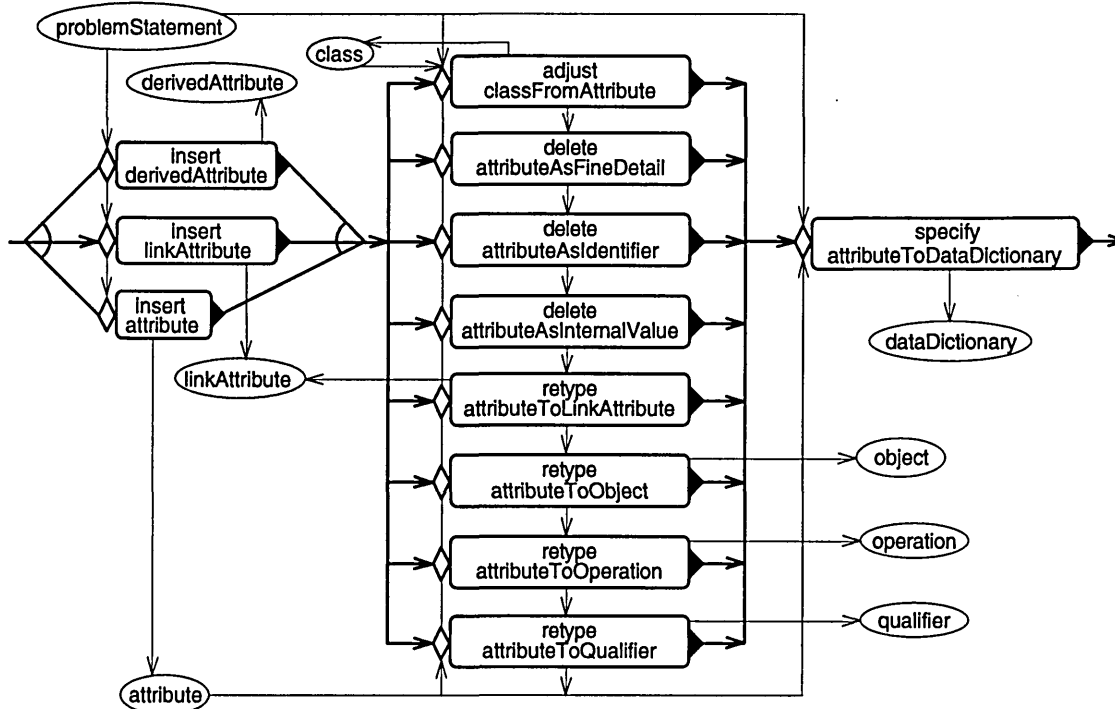 problemStatement
class
derivedAttribute
adjust
classFromAttribute
insert
derivedAttribute
delete
attributeAsFineDetail
insert
linkAttribute
delete
attributeAsIdentifier
specify
attributeToDataDictionary
insert
attribute
delete
attributeAsInternalValue
dataDictionary
linkAttribute
retype
attributeToLinkAttribute
retype
attributeToObject
object
retype
attributeToOperation
operation
retype
attributeToQualifier
qualifier
attribute